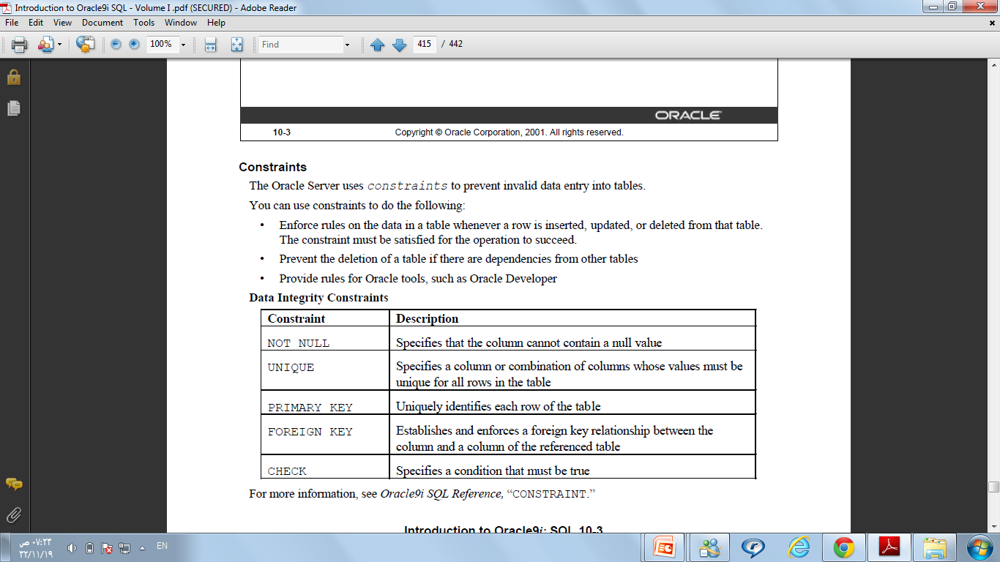 Introduction to Oracle9i SQL - Volume I .pdf (SECURED) - Adobe Reader
File Edit View Document Tools Window Help
100% Find 415 / 442
ORACLE
10-3 Copyright © Oracle Corporation, 2001. All rights reserved.
Constraints
The Oracle Server uses constraints to prevent invalid data entry into tables.
You can use constraints to do the following:
• Enforce rules on the data in a table whenever a row is inserted, updated, or deleted from that table.
The constraint must be satisfied for the operation to succeed.
• Prevent the deletion of a table if there are dependencies from other tables
• Provide rules for Oracle tools, such as Oracle Developer
Data Integrity Constraints
Constraint Description
NOT NULL Specifies that the column cannot contain a null value
UNIQUE Specifies a column or combination of columns whose values must be
unique for all rows in the table
PRIMARY KEY Uniquely identifies each row of the table
FOREIGN KEY Establishes and enforces a foreign key relationship between the
column and a column of the referenced table
CHECK Specifies a condition that must be true
For more information, see Oracle9i SQL Reference, “CONSTRAINT.”
Introduction to Oracle9i: SQL 10-3
٠٧:٢٣ ص
EN
٣٢/١١/١٩